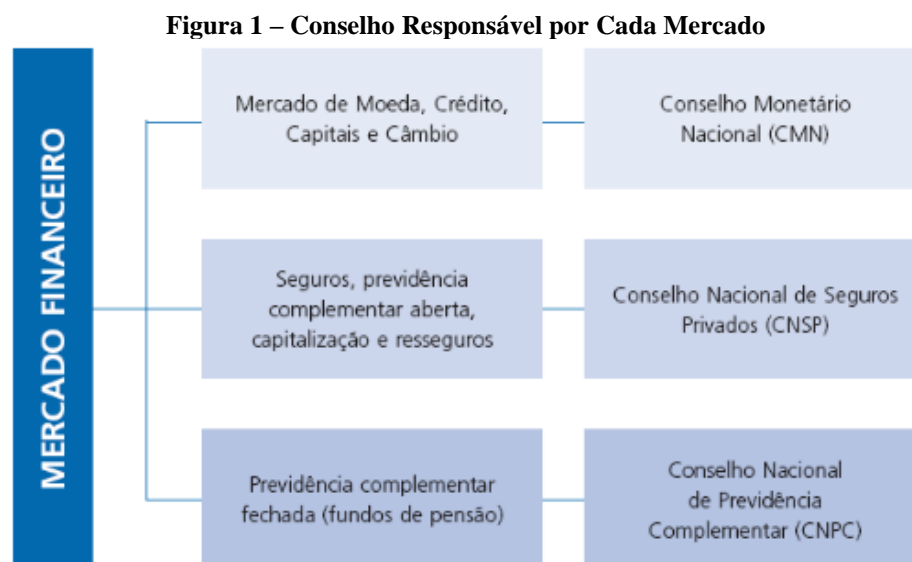 Figura 1 – Conselho Responsável por Cada Mercado
MERCADO FINANCEIRO
Mercado de Moeda, Crédito,
Capitais e Câmbio
Conselho Monetário
Nacional (CMN)
Seguros, previdência
complementar aberta,
capitalização e resseguros
Conselho Nacional de Seguros
Privados (CNSP)
Previdência complementar
fechada (fundos de pensão)
Conselho Nacional
de Previdência
Complementar (CNPC)